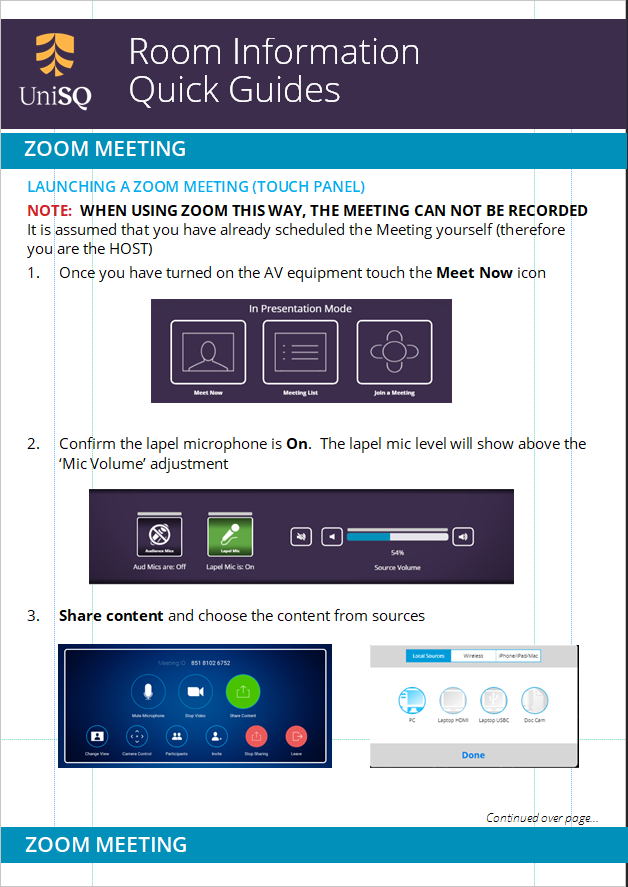 UniSQ
Room Information
Quick Guides
ZOOM MEETING
LAUNCHING A ZOOM MEETING (TOUCH PANEL)
NOTE: WHEN USING ZOOM THIS WAY, THE MEETING CAN NOT BE RECORDED
It is assumed that you have already scheduled the Meeting yourself (therefore
you are the HOST)
1. Once you have turned on the AV equipment touch the Meet Now icon
In Presentation Mode
Meet Now Meeting List Join a Meeting
2. Confirm the lapel microphone is On. The lapel mic level will show above the
‘Mic Volume’ adjustment
Audience Mics Lapel Mic
54%
Aud Mics are: Off Lapel Mic is: On Source Volume
3. Share content and choose the content from sources
Meeting ID 851 8102 6752
Mute Microphone Stop Video Share Content
Change View Camera Control Participants Invite Stop Sharing Leave
Local Sources Wireless iPhone/iPad/Mac
PC Laptop HDMI Laptop USBC Doc Cam
Done
Continued over page...
ZOOM MEETING